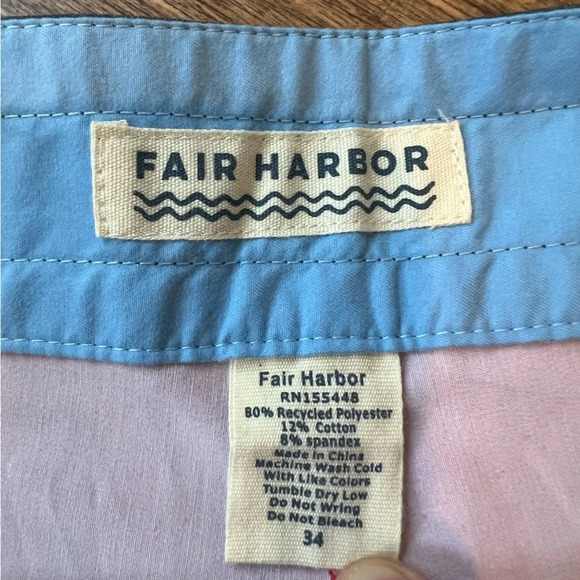 FAIR HARBOR
Fair Harbor
RN155448
80% Recycled Polyester
12% Cotton
8% spandex
Made in China
Machine Wash Cold
With Like Colors
Tumble Dry Low
Do Not Wring
Do Not Bleach
34